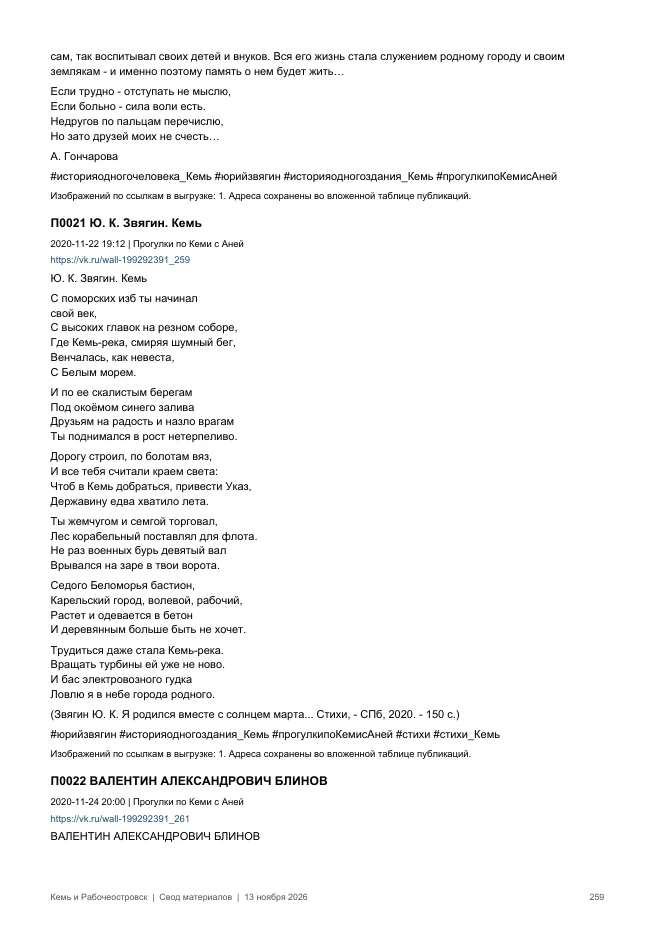 сам, так воспитывал своих детей и внуков. Вся его жизнь стала служением родному городу и своим
землякам - и именно поэтому память о нем будет жить…
Если трудно - отступать не мыслю,
Если больно - сила воли есть.
Недругов по пальцам перечислю,
Но зато друзей моих не счесть…
А. Гончарова
#историяодногочеловека_Кемь #юрийзвягин #историяодногоздания_Кемь #прогулкипоКемисАней
Изображений по ссылкам в выгрузке: 1. Адреса сохранены во вложенной таблице публикаций.
П0021 Ю. К. Звягин. Кемь
2020-11-22 19:12 | Прогулки по Кеми с Аней
https://vk.ru/wall-199292391_259
Ю. К. Звягин. Кемь
С поморских изб ты начинал
свой век,
С высоких главок на резном соборе,
Где Кемь-река, смиряя шумный бег,
Венчалась, как невеста,
С Белым морем.
И по ее скалистым берегам
Под окоёмом синего залива
Друзьям на радость и назло врагам
Ты поднимался в рост нетерпеливо.
Дорогу строил, по болотам вяз,
И все тебя считали краем света:
Чтоб в Кемь добраться, привести Указ,
Державину едва хватило лета.
Ты жемчугом и семгой торговал,
Лес корабельный поставлял для флота.
Не раз военных бурь девятый вал
Врывался на заре в твои ворота.
Седого Беломорья бастион,
Карельский город, волевой, рабочий,
Растет и одевается в бетон
И деревянным больше быть не хочет.
Трудиться даже стала Кемь-река.
Вращать турбины ей уже не ново.
И бас электровозного гудка
Ловлю я в небе города родного.
(Звягин Ю. К. Я родился вместе с солнцем марта... Стихи, - СПб, 2020. - 150 с.)
#юрийзвягин #историяодногоздания_Кемь #прогулкипоКемисАней #стихи #стихи_Кемь
Изображений по ссылкам в выгрузке: 1. Адреса сохранены во вложенной таблице публикаций.
П0022 ВАЛЕНТИН АЛЕКСАНДРОВИЧ БЛИНОВ
2020-11-24 20:00 | Прогулки по Кеми с Аней
https://vk.ru/wall-199292391_261
ВАЛЕНТИН АЛЕКСАНДРОВИЧ БЛИНОВ
Кемь и Рабочеостровск | Свод материалов | 13 ноября 2026 259